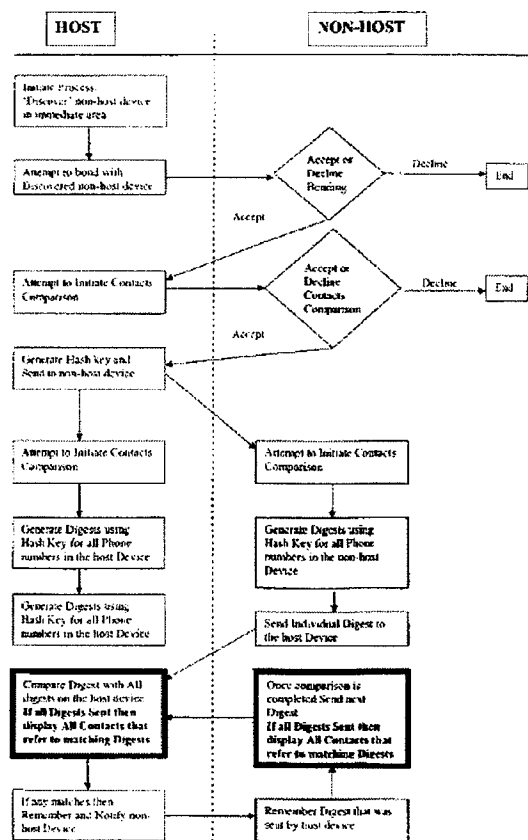 HOST
NON-HOST
Initiate Process.
'Discover' non-host device
in immediate area
Attempt to bond with
Discovered non-host device
Accept or
Decline
Bonding
Decline
End
Accept
Attempt to Initiate Contacts
Comparison
Accept or
Decline
Contacts
Comparison
Decline
End
Accept
Generate Hash key and
Send to non-host device
Attempt to Initiate Contacts
Comparison
Attempt to Initiate Contacts
Comparison
Generate Digests using
Hash Key for all Phone
numbers in the host Device
Generate Digests using
Hash Key for all Phone
numbers in the non-host
Device
Generate Digests using
Hash Key for all Phone
numbers in the host Device
Send Individual Digest to
the host Device
Compare Digest with All
digests on the host device
If all Digests Sent then
display All Contacts that
refer to matching Digests
Once comparison is
completed Send next
Digest
If all Digests Sent then
display All Contacts that
refer to matching Digests
If any matches then
Remember and Notify non-
host Device
Remember Digest that was
sent by host device